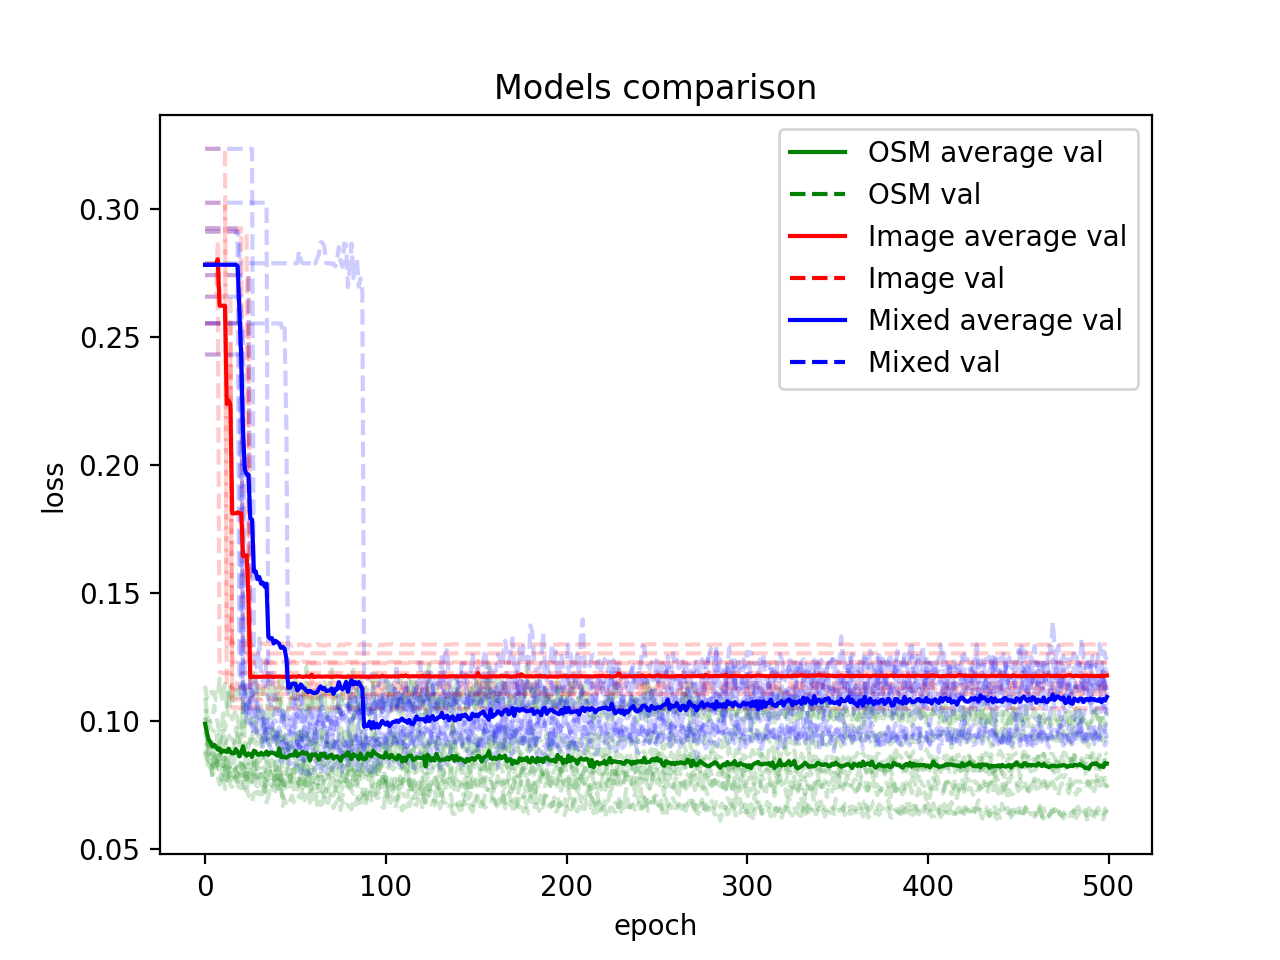 Models comparison
OSM average val
OSM val
Image average val
Image val
Mixed average val
Mixed val
loss
0.30
0.25
0.20
0.15
0.10
0.05
0 100 200 300 400 500
epoch